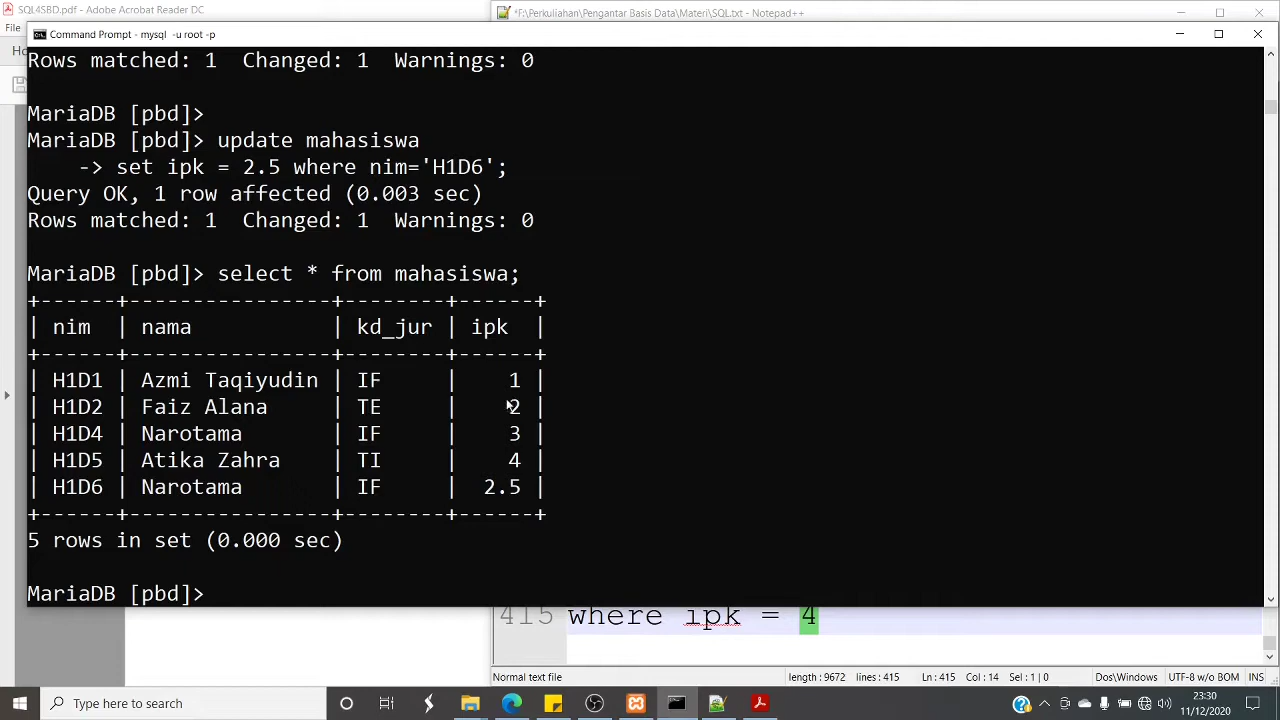 SQL4SBD.pdf - Adobe Acrobat Reader DC
*F:\Perkuliahan\Pengantar Basis Data\Materi\SQL.txt - Notepad++
File
Command Prompt - mysql -u root -p
Rows matched: 1  Changed: 1  Warnings: 0
MariaDB [pbd]>
MariaDB [pbd]> update mahasiswa
    -> set ipk = 2.5 where nim='H1D6';
Query OK, 1 row affected (0.003 sec)
Rows matched: 1  Changed: 1  Warnings: 0
MariaDB [pbd]> select * from mahasiswa;
+------+----------------+--------+------+
| nim  | nama           | kd_jur | ipk  |
+------+----------------+--------+------+
| H1D1 | Azmi Taqiyudin | IF     |    1 |
| H1D2 | Faiz Alana     | TE     |    2 |
| H1D4 | Narotama       | IF     |    3 |
| H1D5 | Atika Zahra    | TI     |    4 |
| H1D6 | Narotama       | IF     |  2.5 |
+------+----------------+--------+------+
5 rows in set (0.000 sec)
MariaDB [pbd]>
415 where ipk = 4
Normal text file
length : 9672 lines : 415
Ln : 415 Col : 14 Sel : 1 | 0
Dos\Windows
UTF-8 w/o BOM
INS
Type here to search
23:30
11/12/2020